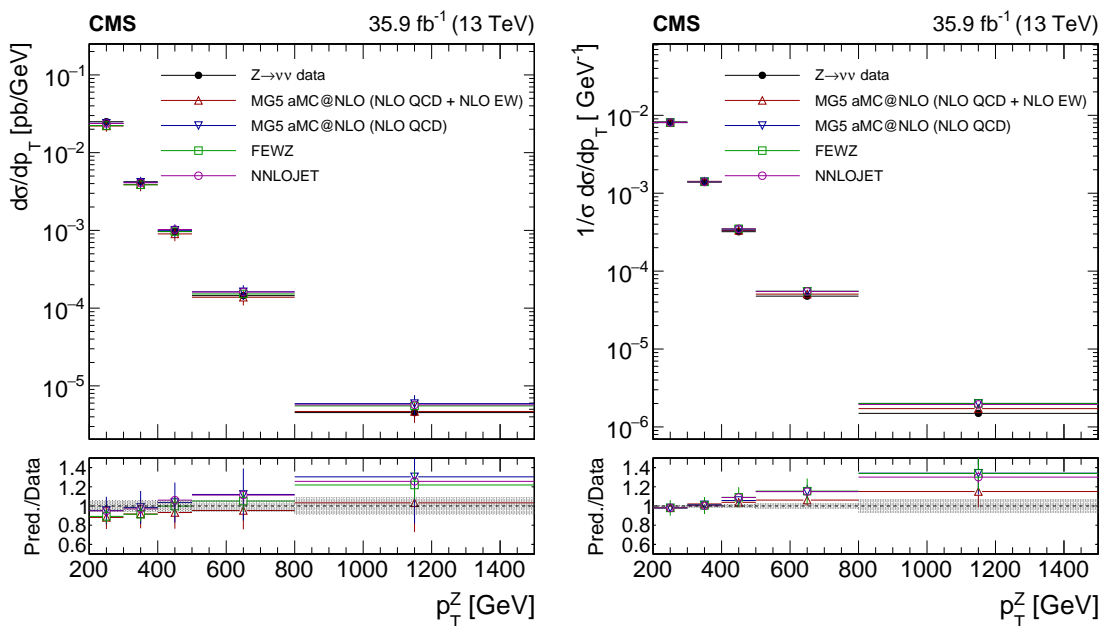 CMS 35.9 fb⁻¹ (13 TeV)
dσ/dp_T [pb/GeV]
10⁻¹
10⁻²
10⁻³
10⁻⁴
10⁻⁵
Z→νν data
MG5 aMC@NLO (NLO QCD + NLO EW)
MG5 aMC@NLO (NLO QCD)
FEWZ
NNLOJET
Pred./Data
1.4
1.2
1
0.8
0.6
200 400 600 800 1000 1200 1400
p_T^Z [GeV]
CMS 35.9 fb⁻¹ (13 TeV)
1/σ dσ/dp_T [GeV⁻¹]
10⁻²
10⁻³
10⁻⁴
10⁻⁵
10⁻⁶
Z→νν data
MG5 aMC@NLO (NLO QCD + NLO EW)
MG5 aMC@NLO (NLO QCD)
FEWZ
NNLOJET
Pred./Data
1.4
1.2
1
0.8
0.6
200 400 600 800 1000 1200 1400
p_T^Z [GeV]